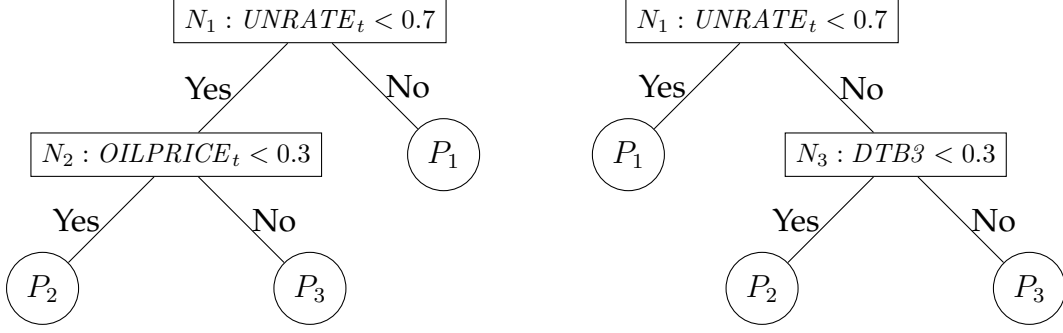 N₁ : UNRATEₜ < 0.7
N₁ : UNRATEₜ < 0.7
Yes
No
Yes
No
N₂ : OILPRICEₜ < 0.3
P₁
P₁
N₃ : DTB3 < 0.3
Yes
No
Yes
No
P₂
P₃
P₂
P₃